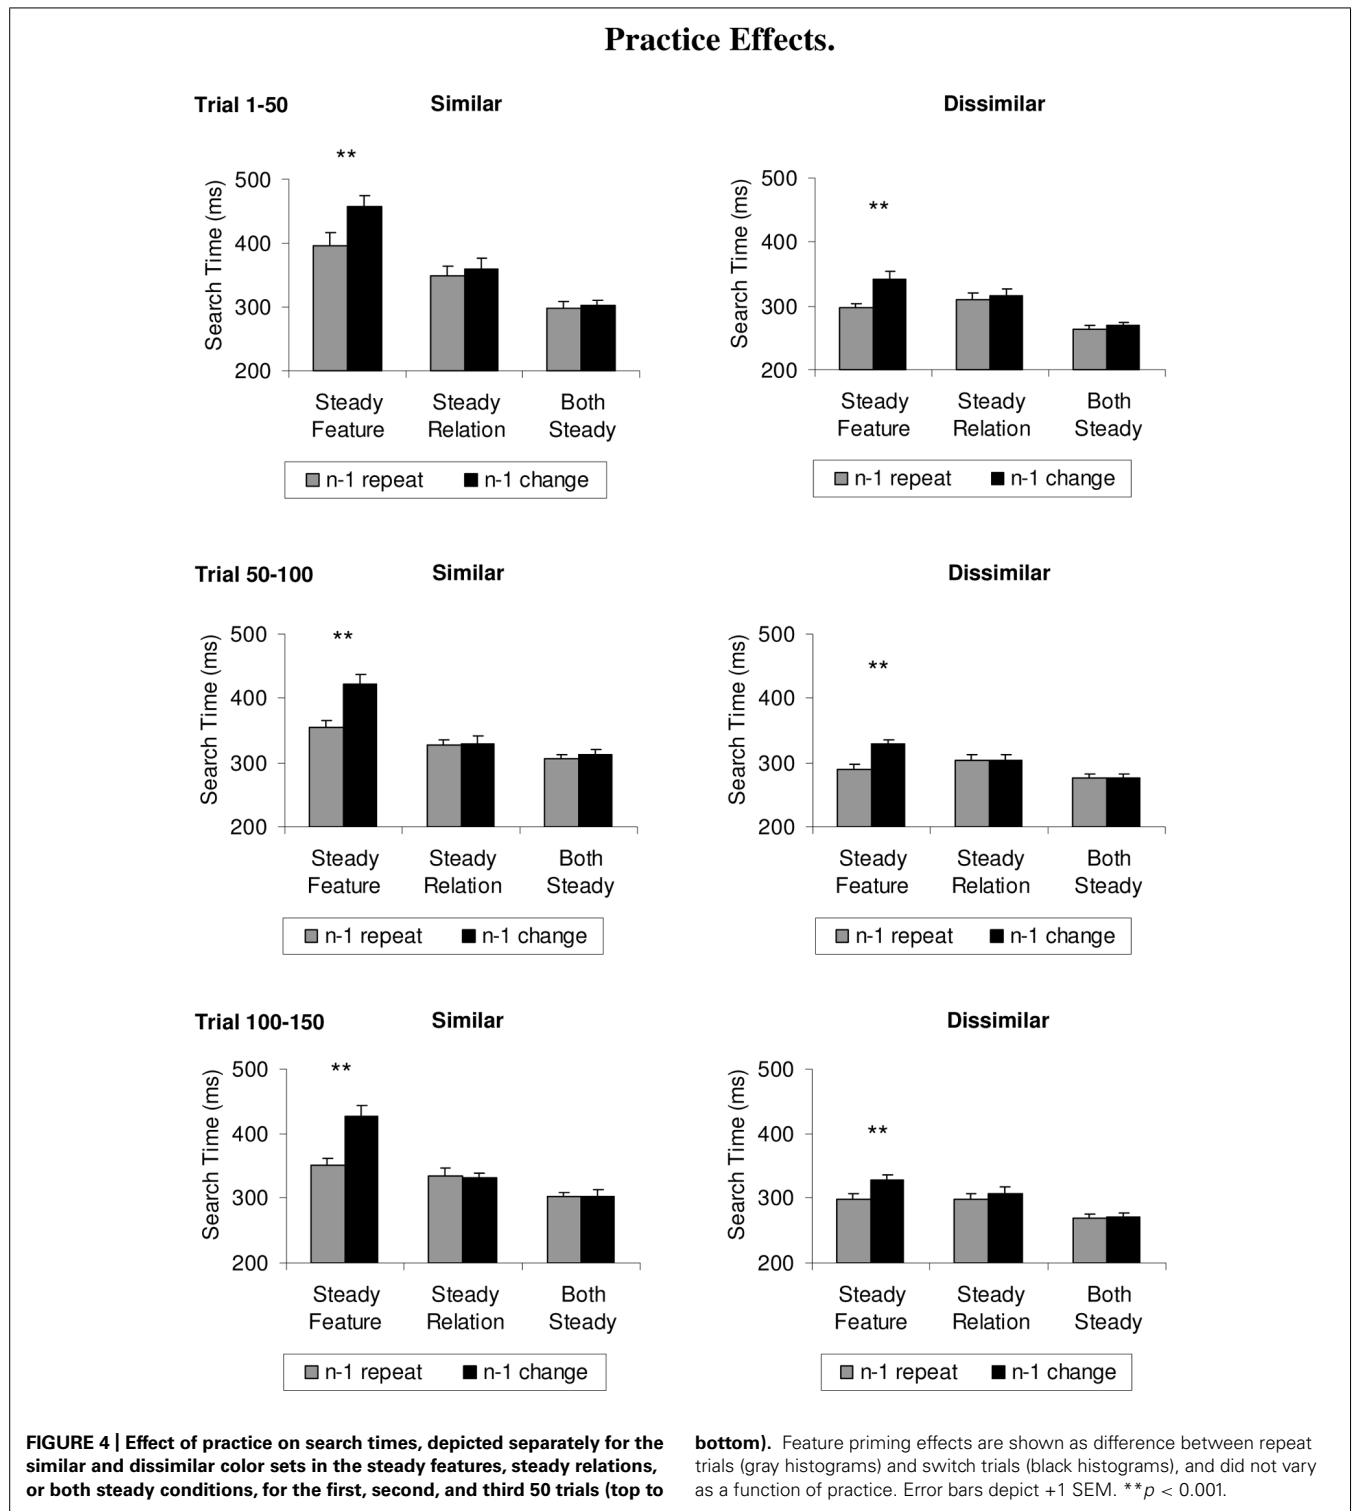 Practice Effects.
Trial 1-50
Similar
**
500
400
300
200
Search Time (ms)
Steady
Feature
Steady
Relation
Both
Steady
n-1 repeat
n-1 change
Dissimilar
**
500
400
300
200
Search Time (ms)
Steady
Feature
Steady
Relation
Both
Steady
n-1 repeat
n-1 change
Trial 50-100
Similar
**
500
400
300
200
Search Time (ms)
Steady
Feature
Steady
Relation
Both
Steady
n-1 repeat
n-1 change
Dissimilar
**
500
400
300
200
Search Time (ms)
Steady
Feature
Steady
Relation
Both
Steady
n-1 repeat
n-1 change
Trial 100-150
Similar
**
500
400
300
200
Search Time (ms)
Steady
Feature
Steady
Relation
Both
Steady
n-1 repeat
n-1 change
Dissimilar
**
500
400
300
200
Search Time (ms)
Steady
Feature
Steady
Relation
Both
Steady
n-1 repeat
n-1 change
FIGURE 4 | Effect of practice on search times, depicted separately for the
similar and dissimilar color sets in the steady features, steady relations,
or both steady conditions, for the first, second, and third 50 trials (top to
bottom). Feature priming effects are shown as difference between repeat
trials (gray histograms) and switch trials (black histograms), and did not vary
as a function of practice. Error bars depict +1 SEM. **p < 0.001.